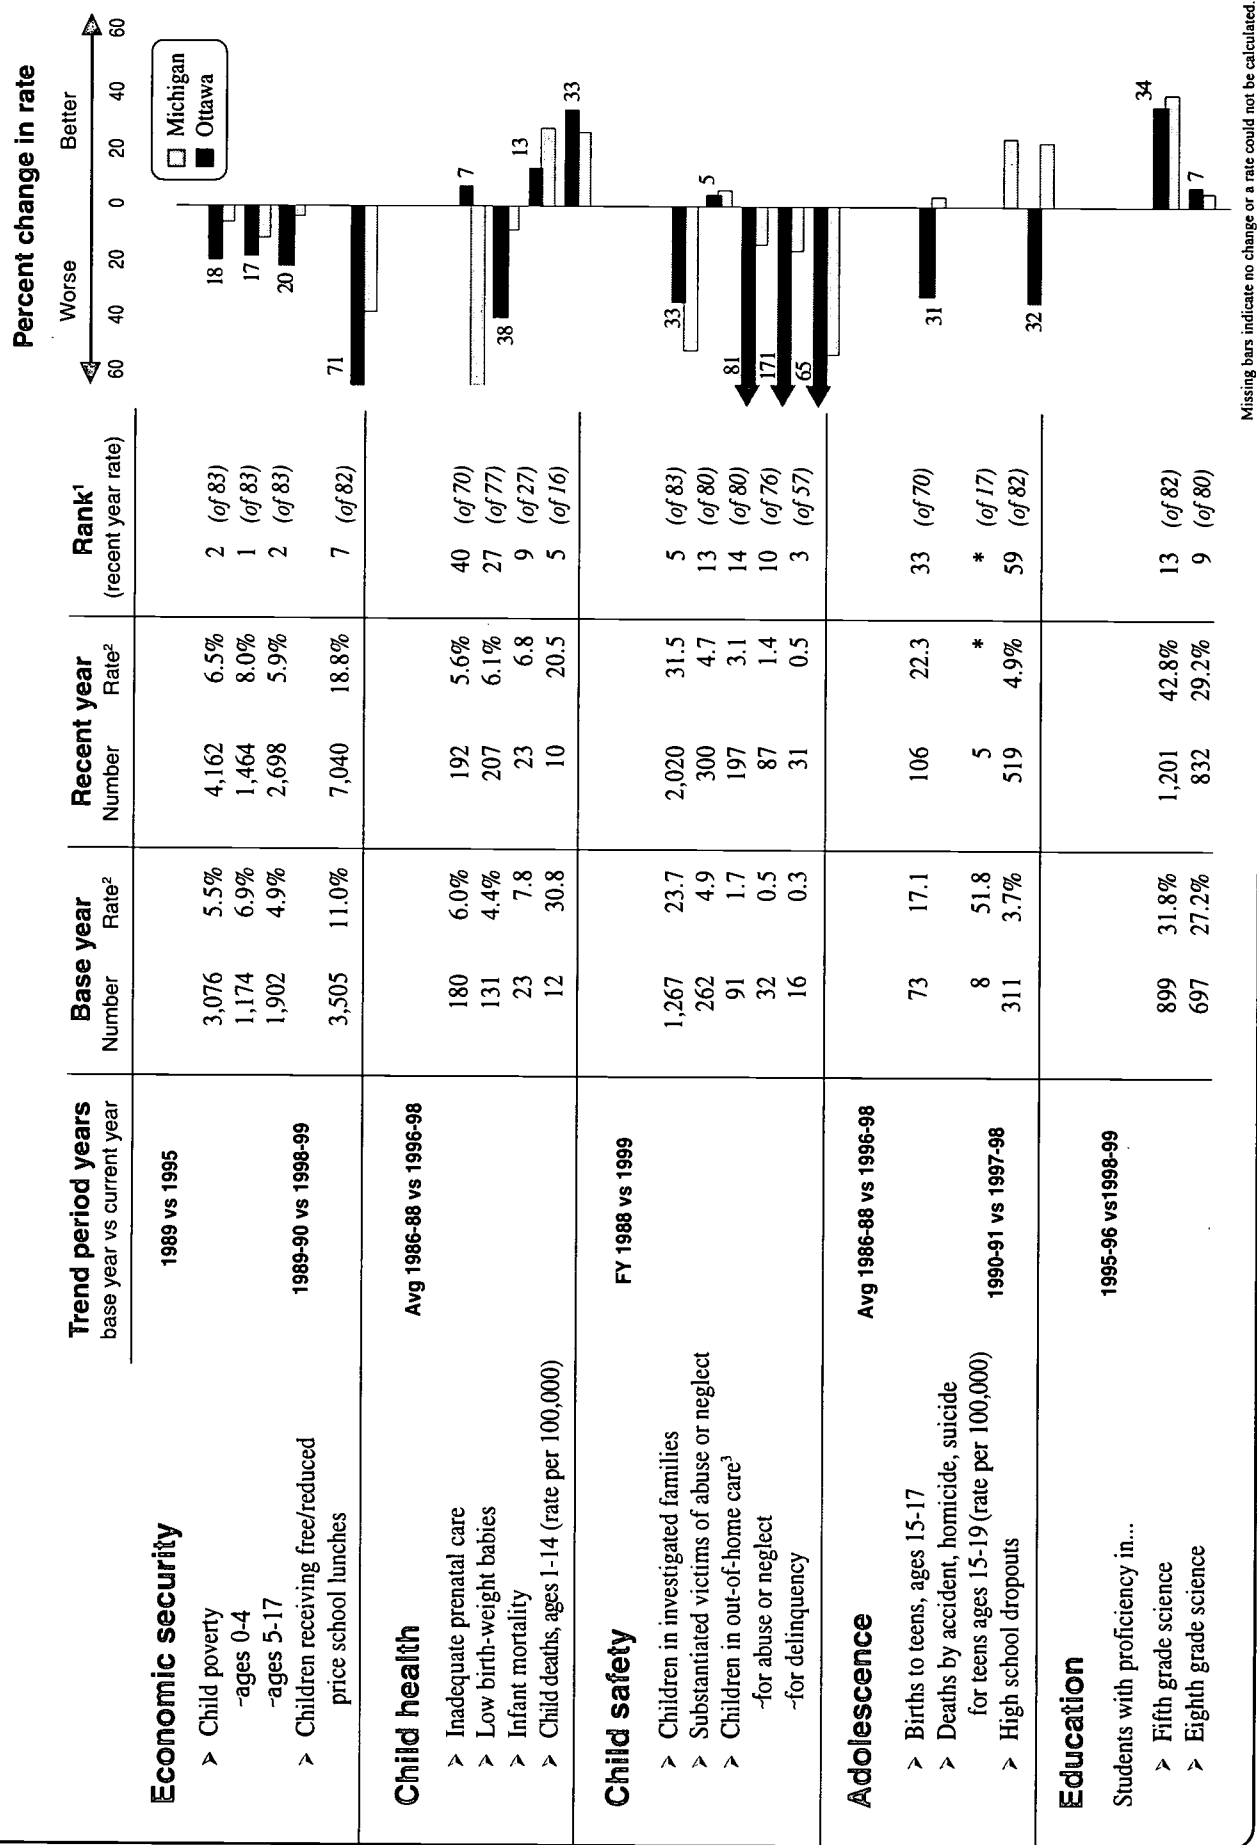 Percent change in rate
Worse Better
60 40 20 0 20 40 60
Michigan
Ottawa
Trend period years Base year Recent year Rank¹
base year vs current year Number Rate² Number Rate² (recent year rate)
Economic security
1989 vs 1995
➢ Child poverty 3,076 5.5% 4,162 6.5% 2 (of 83) 18
~ages 0-4 1,174 6.9% 1,464 8.0% 1 (of 83) 17
~ages 5-17 1,902 4.9% 2,698 5.9% 2 (of 83) 20
➢ Children receiving free/reduced 1989-90 vs 1998-99
price school lunches 3,505 11.0% 7,040 18.8% 7 (of 82) 71
Child health
Avg 1986-88 vs 1996-98
➢ Inadequate prenatal care 180 6.0% 192 5.6% 40 (of 70) 7
➢ Low birth-weight babies 131 4.4% 207 6.1% 27 (of 77) 38
➢ Infant mortality 23 7.8 23 6.8 9 (of 27) 13
➢ Child deaths, ages 1-14 (rate per 100,000) 12 30.8 10 20.5 5 (of 16) 33
Child safety
FY 1988 vs 1999
➢ Children in investigated families 1,267 23.7 2,020 31.5 5 (of 83) 33
➢ Substantiated victims of abuse or neglect 262 4.9 300 4.7 13 (of 80) 5
➢ Children in out-of-home care³ 91 1.7 197 3.1 14 (of 80) 81
~for abuse or neglect 32 0.5 87 1.4 10 (of 76) 171
~for delinquency 16 0.3 31 0.5 3 (of 57) 65
Adolescence
Avg 1986-88 vs 1996-98
➢ Births to teens, ages 15-17 73 17.1 106 22.3 33 (of 70) 31
➢ Deaths by accident, homicide, suicide
for teens ages 15-19 (rate per 100,000) 8 51.8 5 * * (of 17)
1990-91 vs 1997-98
➢ High school dropouts 311 3.7% 519 4.9% 59 (of 82) 32
Education
1995-96 vs1998-99
Students with proficiency in...
➢ Fifth grade science 899 31.8% 1,201 42.8% 13 (of 82) 34
➢ Eighth grade science 697 27.2% 832 29.2% 9 (of 80) 7
Missing bars indicate no change or a rate could not be calculated.